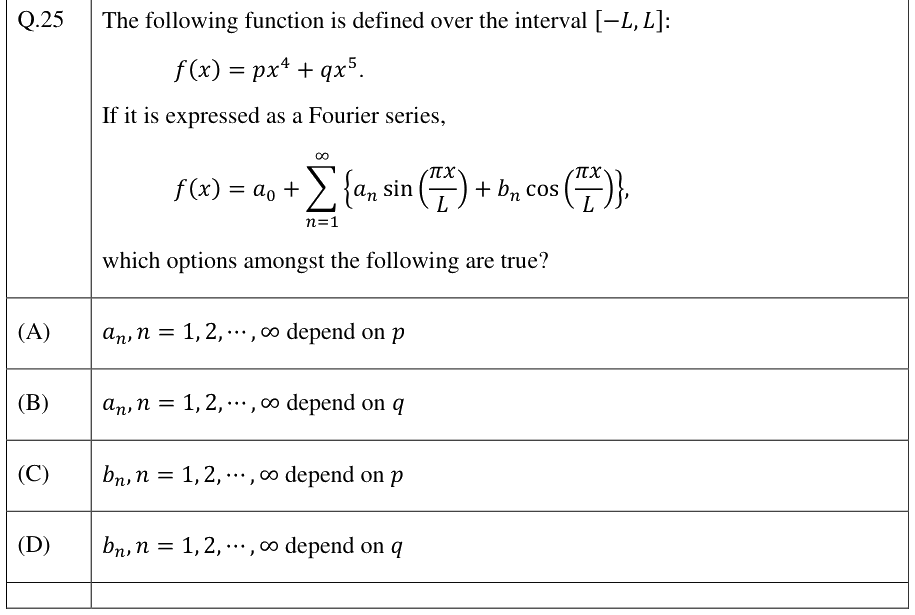 Q.25 The following function is defined over the interval [−L, L]:
f(x) = px⁴ + qx⁵.
If it is expressed as a Fourier series,
f(x) = a₀ + ∑_{n=1}^{∞} {aₙ sin (πx/L) + bₙ cos (πx/L)},
which options amongst the following are true?
(A) aₙ, n = 1, 2, ⋯, ∞ depend on p
(B) aₙ, n = 1, 2, ⋯, ∞ depend on q
(C) bₙ, n = 1, 2, ⋯, ∞ depend on p
(D) bₙ, n = 1, 2, ⋯, ∞ depend on q